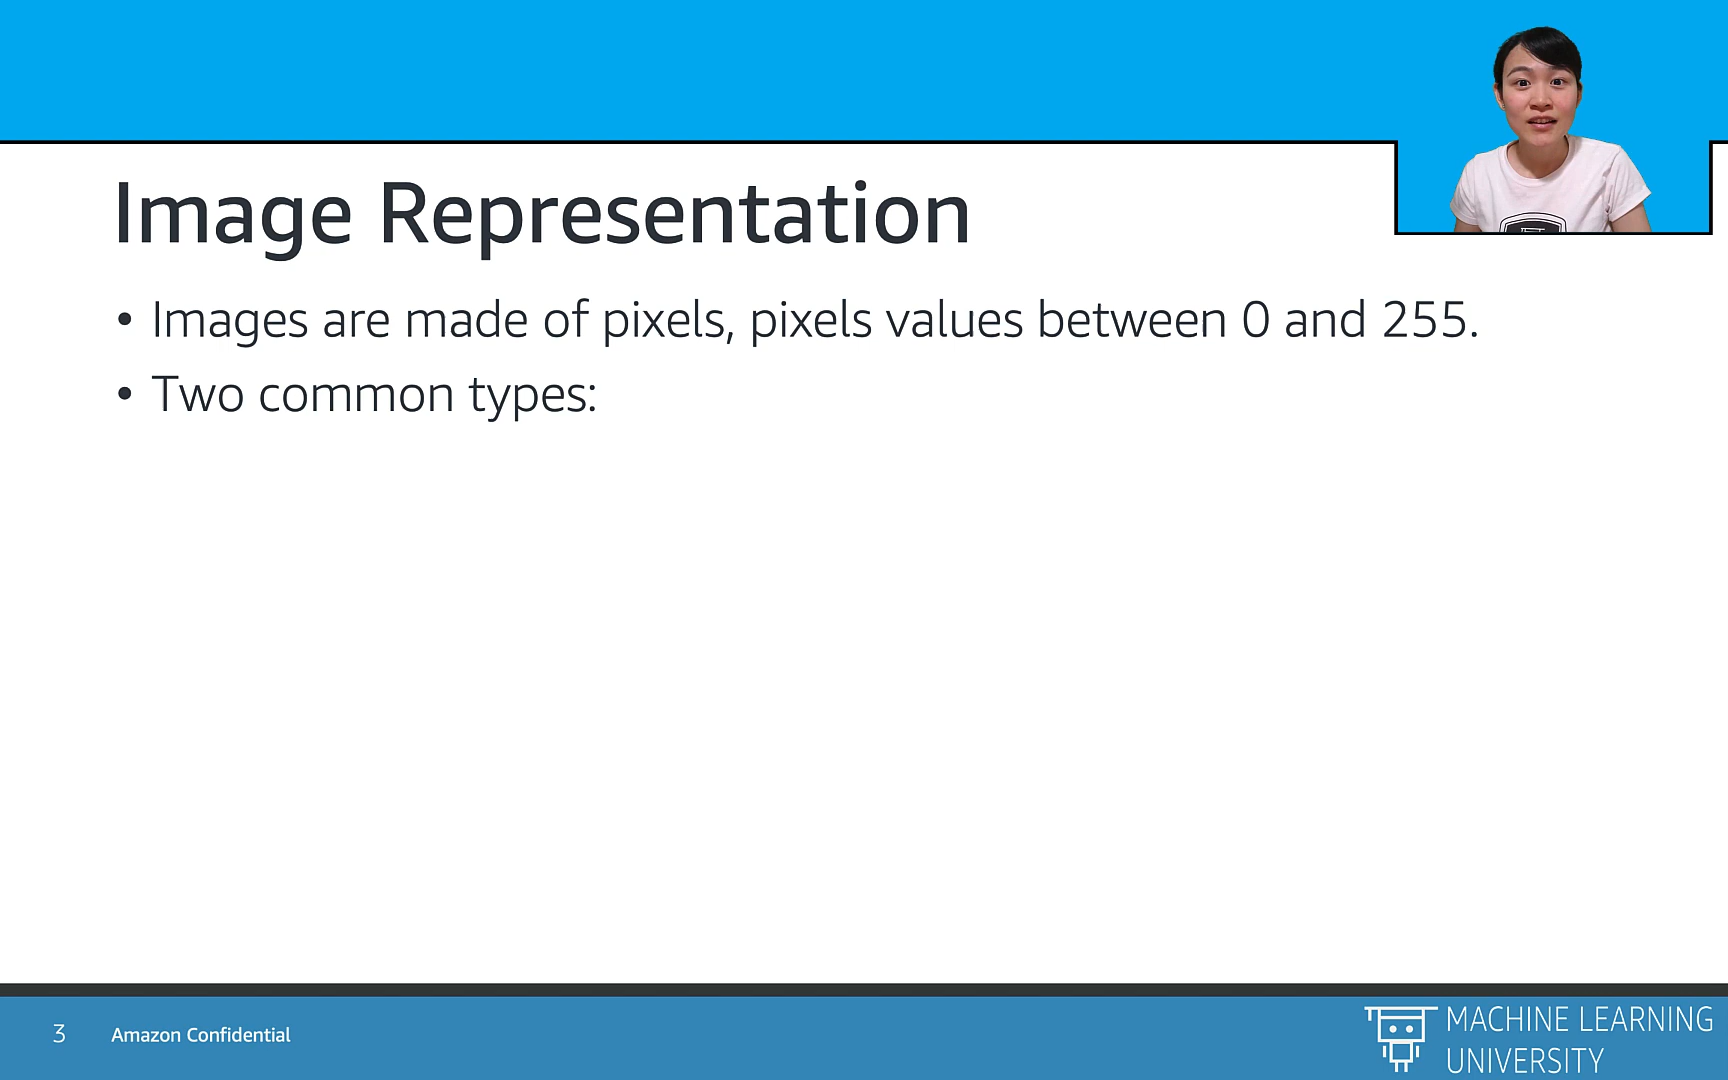 Image Representation
• Images are made of pixels, pixels values between 0 and 255.
• Two common types:
3 Amazon Confidential
MACHINE LEARNING
UNIVERSITY